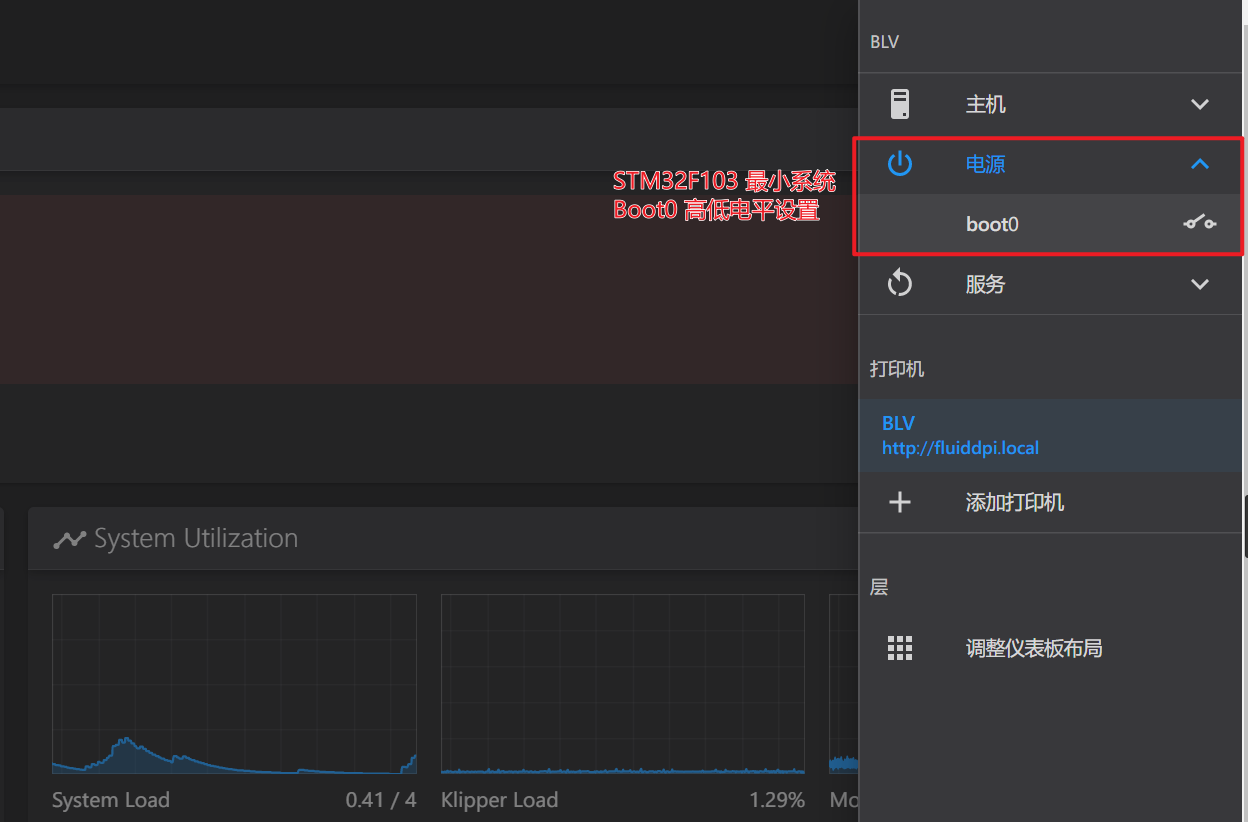 BLV
主机
电源
STM32F103 最小系统
Boot0 高低电平设置
boot0
服务
打印机
BLV
http://fluiddpi.local
添加打印机
System Utilization
层
调整仪表板布局
System Load 0.41 / 4
Klipper Load 1.29%
Mo